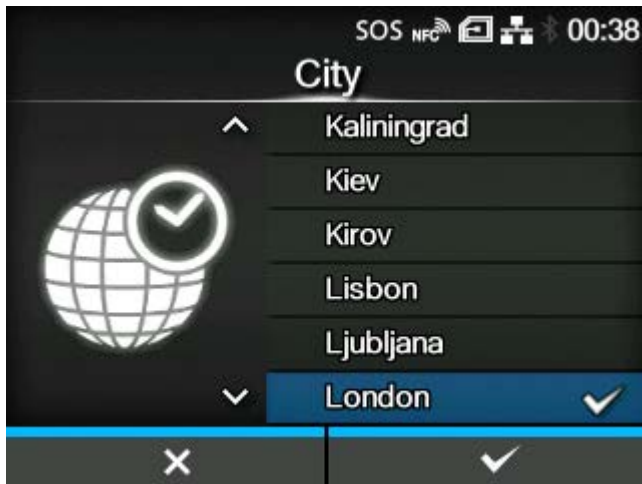 SOS NFC 00:38
City
Kaliningrad
Kiev
Kirov
Lisbon
Ljubljana
London